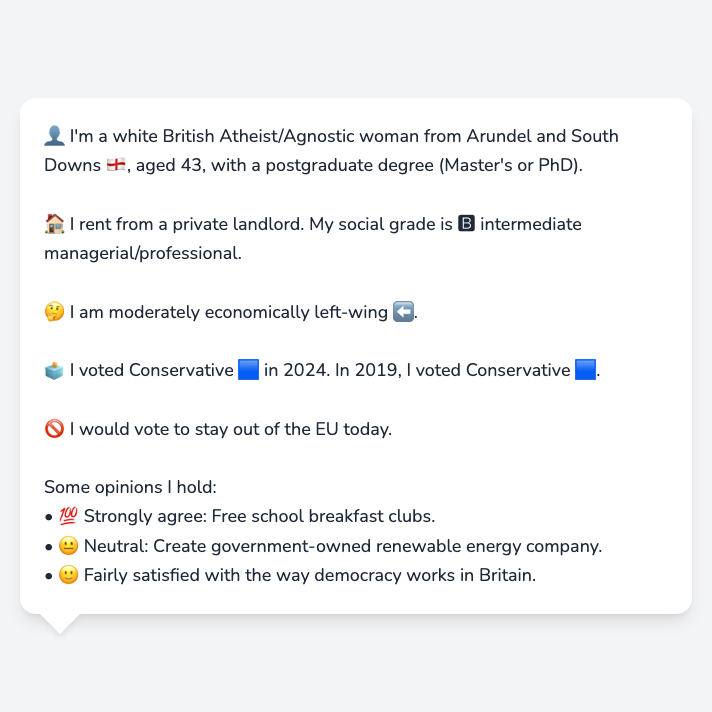 👤 I'm a white British Atheist/Agnostic woman from Arundel and South
Downs 🏴󠁧󠁢󠁥󠁮󠁧󠁿, aged 43, with a postgraduate degree (Master's or PhD).
🏠 I rent from a private landlord. My social grade is 🅱 intermediate
managerial/professional.
🤔 I am moderately economically left-wing ⬅️.
🗳️ I voted Conservative 🟦 in 2024. In 2019, I voted Conservative 🟦.
🚫 I would vote to stay out of the EU today.
Some opinions I hold:
• 💯 Strongly agree: Free school breakfast clubs.
• 😐 Neutral: Create government-owned renewable energy company.
• 🙂 Fairly satisfied with the way democracy works in Britain.